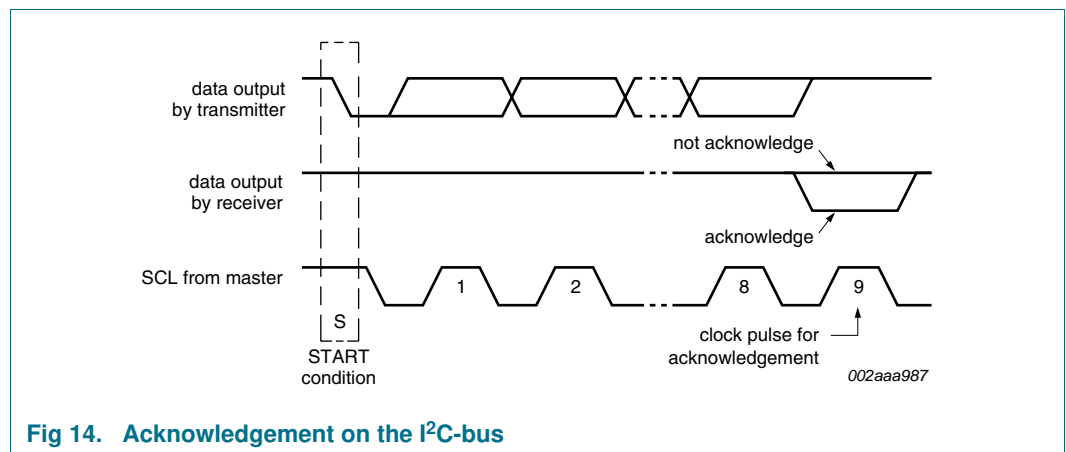 data output
by transmitter
not acknowledge
data output
by receiver
acknowledge
SCL from master
1
2
8
9
S
START
condition
clock pulse for
acknowledgement
002aaa987
Fig 14. Acknowledgement on the I²C-bus